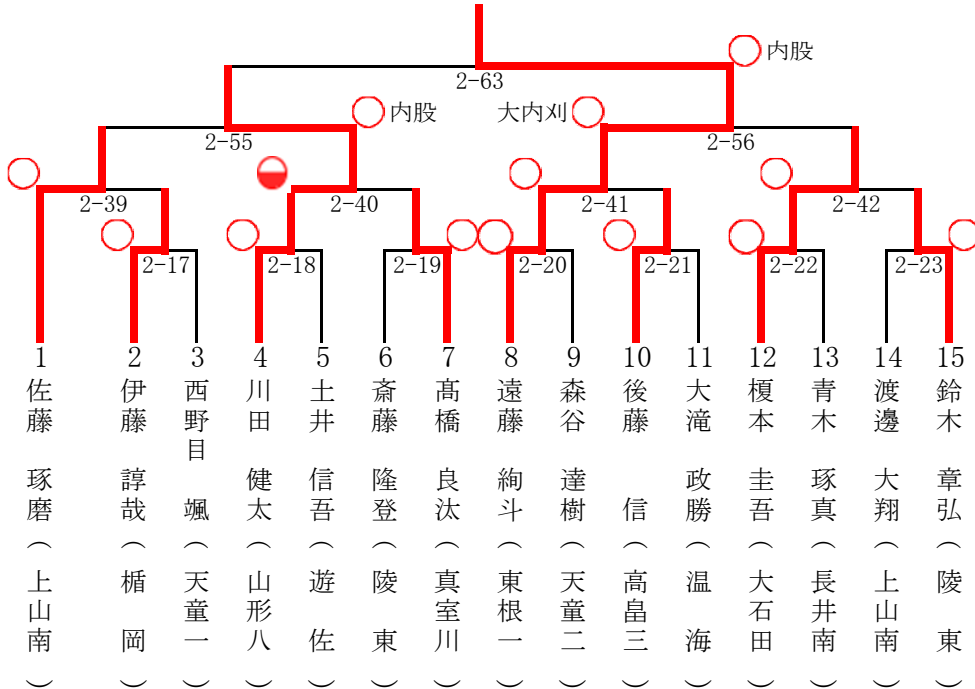 内股
2-63
内股
大内刈
2-55
2-56
2-39
2-40
2-41
2-42
2-17
2-18
2-19
2-20
2-21
2-22
2-23
1
佐藤 琢磨(上山南)
2
伊藤 諄哉(楯 岡)
3
西野目 颯(天童一)
4
川田 健太(山形八)
5
土井 信吾(遊 佐)
6
斎藤 隆登(陵 東)
7
髙橋 良汰(真室川)
8
遠藤 絢斗(東根一)
9
森谷 達樹(天童二)
10
後藤 信(高畠三)
11
大滝 政勝(温 海)
12
榎本 圭吾(大石田)
13
青木 琢真(長井南)
14
渡邊 大翔(上山南)
15
鈴木 章弘(陵 東)